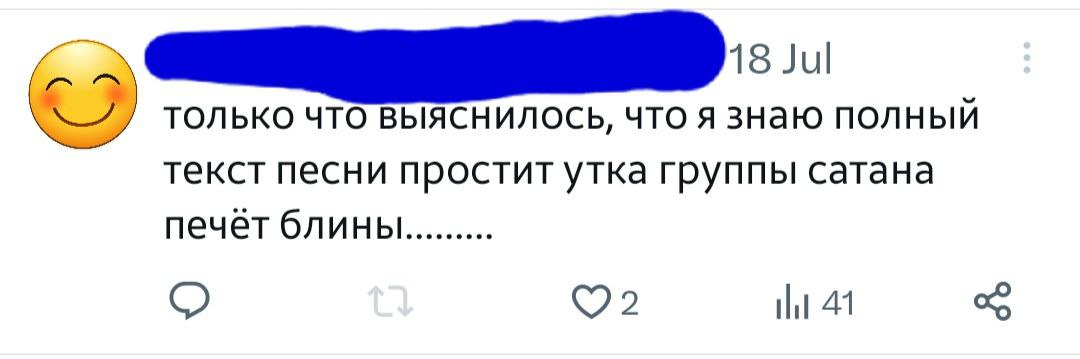 18 Jul
только что выяснилось, что я знаю полный
текст песни простит утка группы сатана
печёт блины.........
2 41